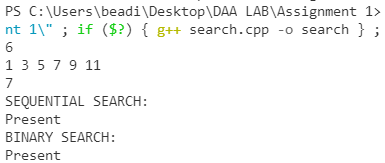 PS C:\Users\beadi\Desktop\DAA LAB\Assignment 1>
nt 1\" ; if ($?) { g++ search.cpp -o search } ;
6
1 3 5 7 9 11
7
SEQUENTIAL SEARCH:
Present
BINARY SEARCH:
Present